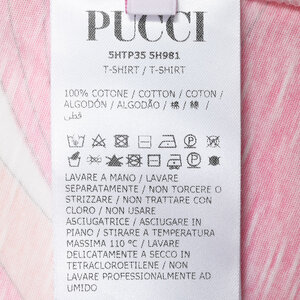 PUCCI
5HTP35 5H981
T-SHIRT / T-SHIRT
100% COTONE / COTTON / COTON /
ALGODÓN / ALGODÃO / 棉 / 綿 /
قطن
LAVARE A MANO / LAVARE
SEPARATAMENTE / NON TORCERE O
STRIZZARE / NON TRATTARE CON
CLORO / NON USARE
ASCIUGATRICE / ASCIUGARE IN
PIANO / STIRARE A TEMPERATURA
MASSIMA 110 °C / LAVARE
DELICATAMENTE A SECCO IN
TETRACLOROETILENE / NON
LAVARE PROFESSIONALMENTE AD
UMIDO